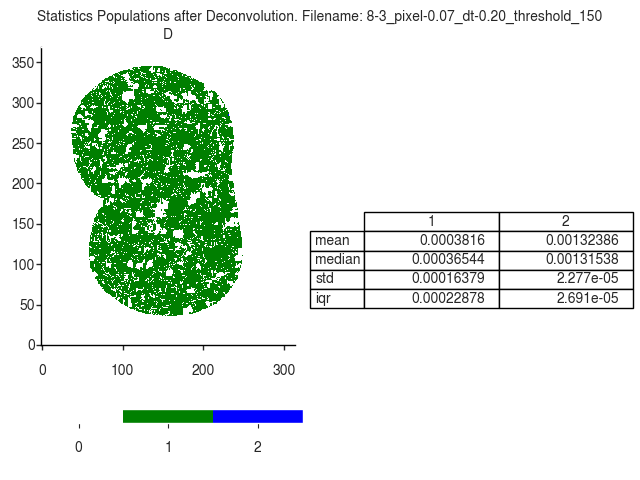 Statistics Populations after Deconvolution. Filename: 8-3_pixel-0.07_dt-0.20_threshold_150
D
350
300
250
200
150
100
50
0
0 100 200 300
1 2
mean 0.0003816 0.00132386
median 0.00036544 0.00131538
std 0.00016379 2.277e-05
iqr 0.00022878 2.691e-05
0 1 2